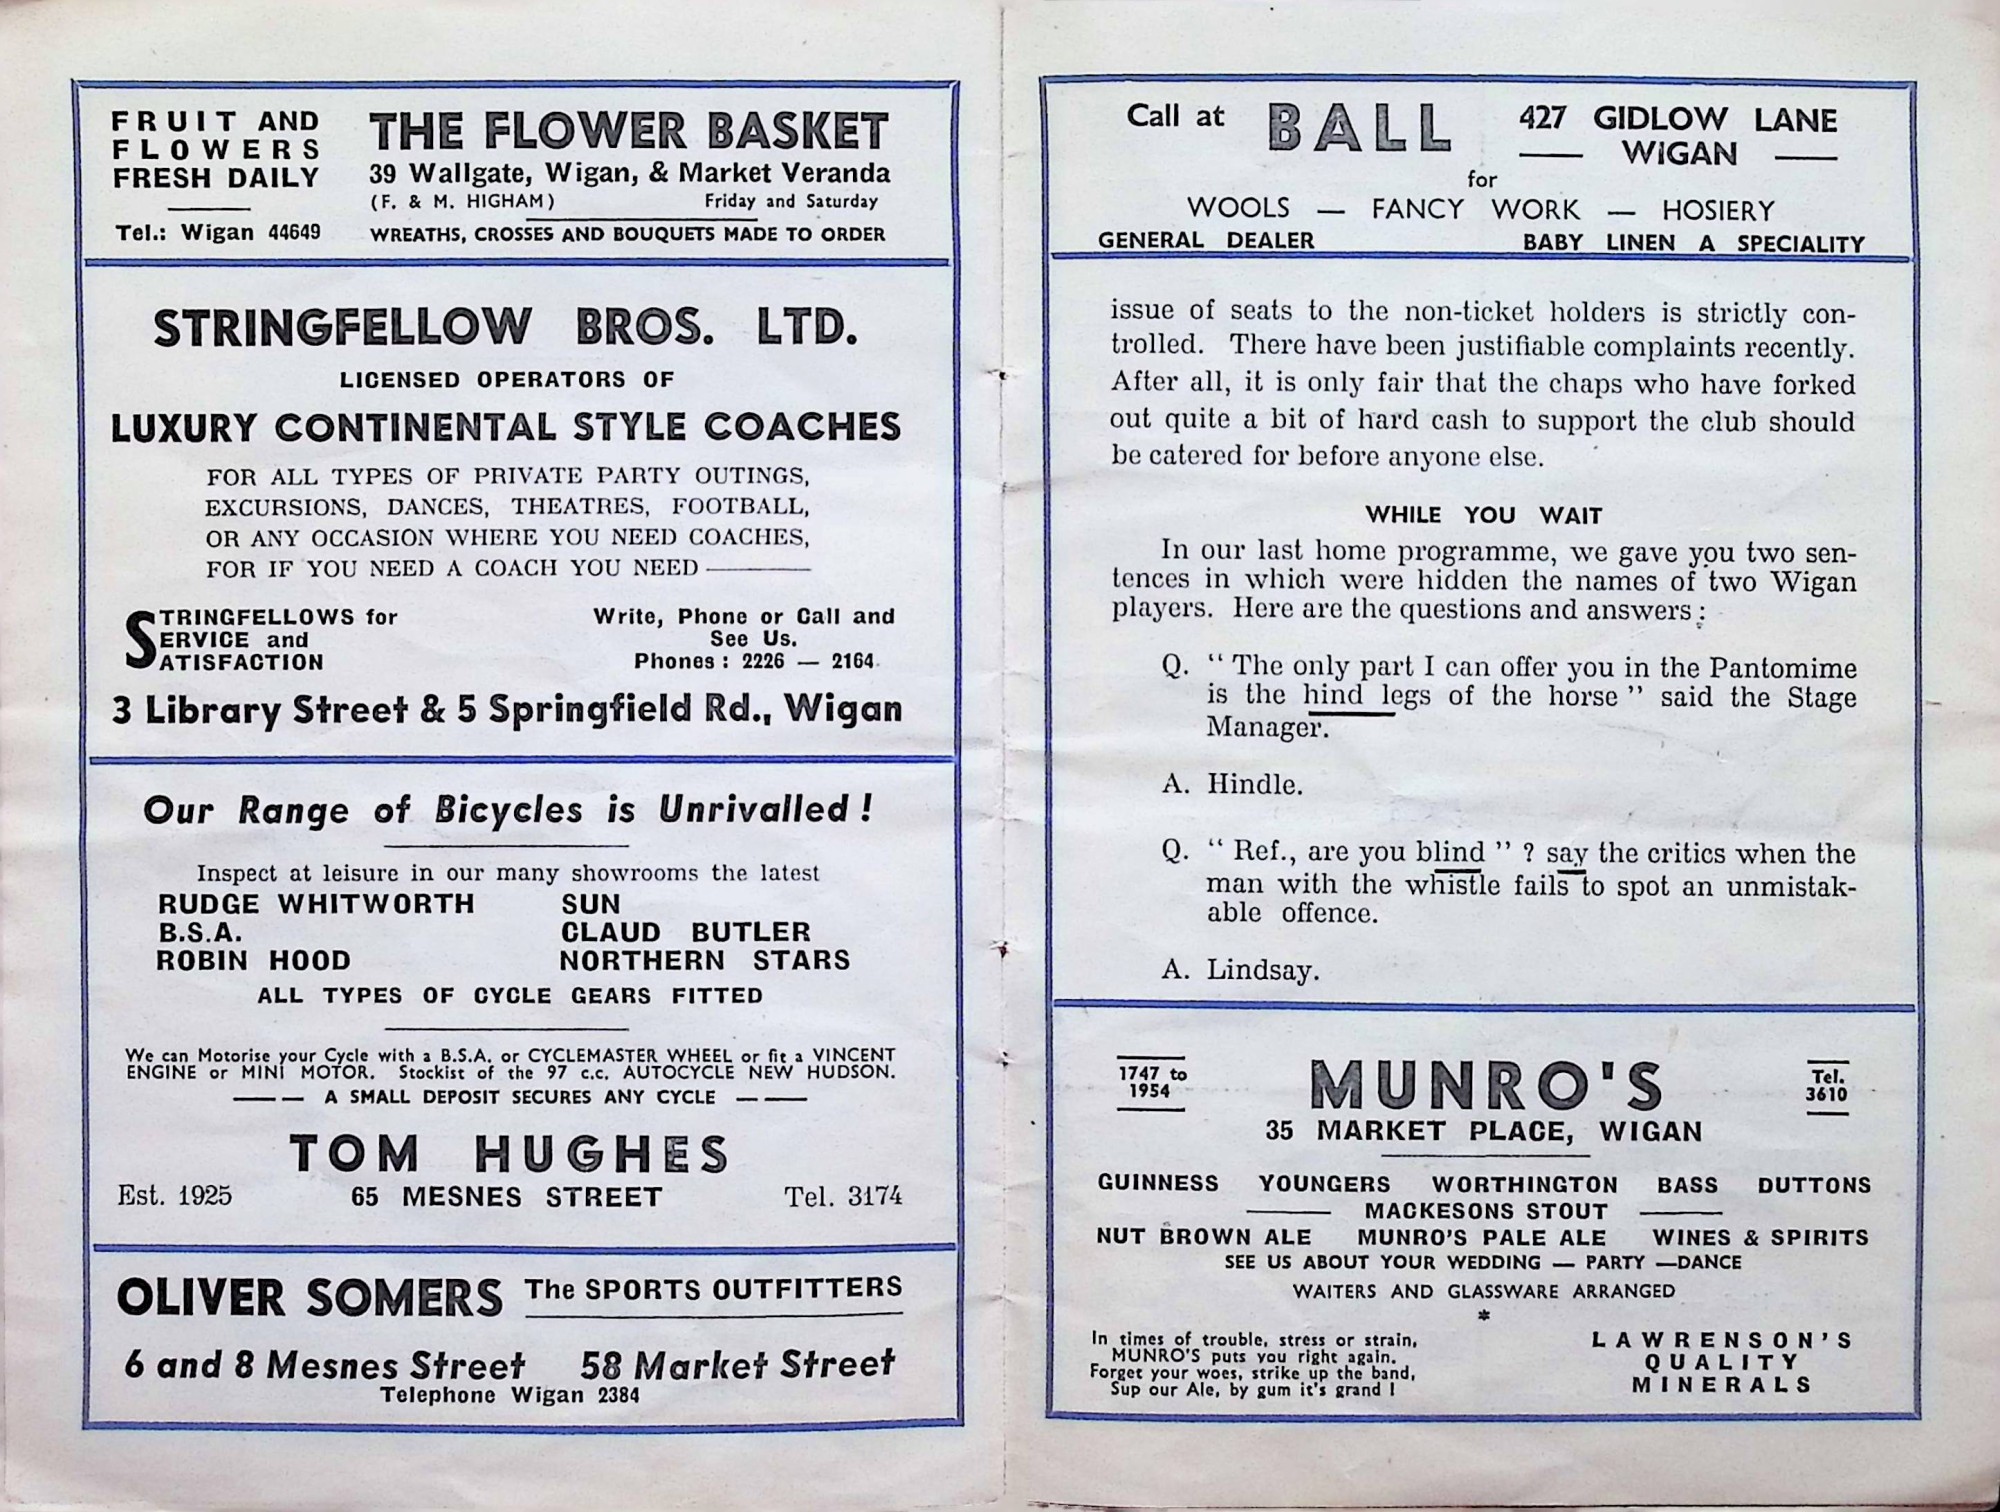 FRUIT AND
FLOWERS
FRESH DAILY
Tel.: Wigan 44649
THE FLOWER BASKET
39 Wallgate, Wigan, & Market Veranda
(F. & M. HIGHAM) Friday and Saturday
WREATHS, CROSSES AND BOUQUETS MADE TO ORDER
STRINGFELLOW BROS. LTD.
LICENSED OPERATORS OF
LUXURY CONTINENTAL STYLE COACHES
FOR ALL TYPES OF PRIVATE PARTY OUTINGS,
EXCURSIONS, DANCES, THEATRES, FOOTBALL,
OR ANY OCCASION WHERE YOU NEED COACHES,
FOR IF YOU NEED A COACH YOU NEED ———
STRINGFELLOWS for
SERVICE and
SATISFACTION
Write, Phone or Call and
See Us.
Phones : 2226 — 2164
3 Library Street & 5 Springfield Rd., Wigan
Our Range of Bicycles is Unrivalled !
Inspect at leisure in our many showrooms the latest
RUDGE WHITWORTH SUN
B.S.A. CLAUD BUTLER
ROBIN HOOD NORTHERN STARS
ALL TYPES OF CYCLE GEARS FITTED
We can Motorise your Cycle with a B.S.A. or CYCLEMASTER WHEEL or fit a VINCENT
ENGINE or MINI MOTOR. Stockist of the 97 c.c. AUTOCYCLE NEW HUDSON.
—— — A SMALL DEPOSIT SECURES ANY CYCLE — ——
TOM HUGHES
Est. 1925 65 MESNES STREET Tel. 3174
OLIVER SOMERS The SPORTS OUTFITTERS
6 and 8 Mesnes Street 58 Market Street
Telephone Wigan 2384
Call at BALL 427 GIDLOW LANE
— WIGAN —
for
WOOLS — FANCY WORK — HOSIERY
GENERAL DEALER BABY LINEN A SPECIALITY
issue of seats to the non-ticket holders is strictly con-
trolled. There have been justifiable complaints recently.
After all, it is only fair that the chaps who have forked
out quite a bit of hard cash to support the club should
be catered for before anyone else.
WHILE YOU WAIT
In our last home programme, we gave you two sen-
tences in which were hidden the names of two Wigan
players. Here are the questions and answers :
Q. “ The only part I can offer you in the Pantomime
is the hind legs of the horse ” said the Stage
Manager.
A. Hindle.
Q. “ Ref., are you blind ” ? say the critics when the
man with the whistle fails to spot an unmistak-
able offence.
A. Lindsay.
1747 to
1954
MUNRO'S
Tel.
3610
35 MARKET PLACE, WIGAN
GUINNESS YOUNGERS WORTHINGTON BASS DUTTONS
MACKESONS STOUT
NUT BROWN ALE MUNRO'S PALE ALE WINES & SPIRITS
SEE US ABOUT YOUR WEDDING — PARTY —DANCE
WAITERS AND GLASSWARE ARRANGED
*
In times of trouble, stress or strain,
MUNRO'S puts you right again.
Forget your woes, strike up the band,
Sup our Ale, by gum it's grand !
LAWRENSON'S
QUALITY
MINERALS